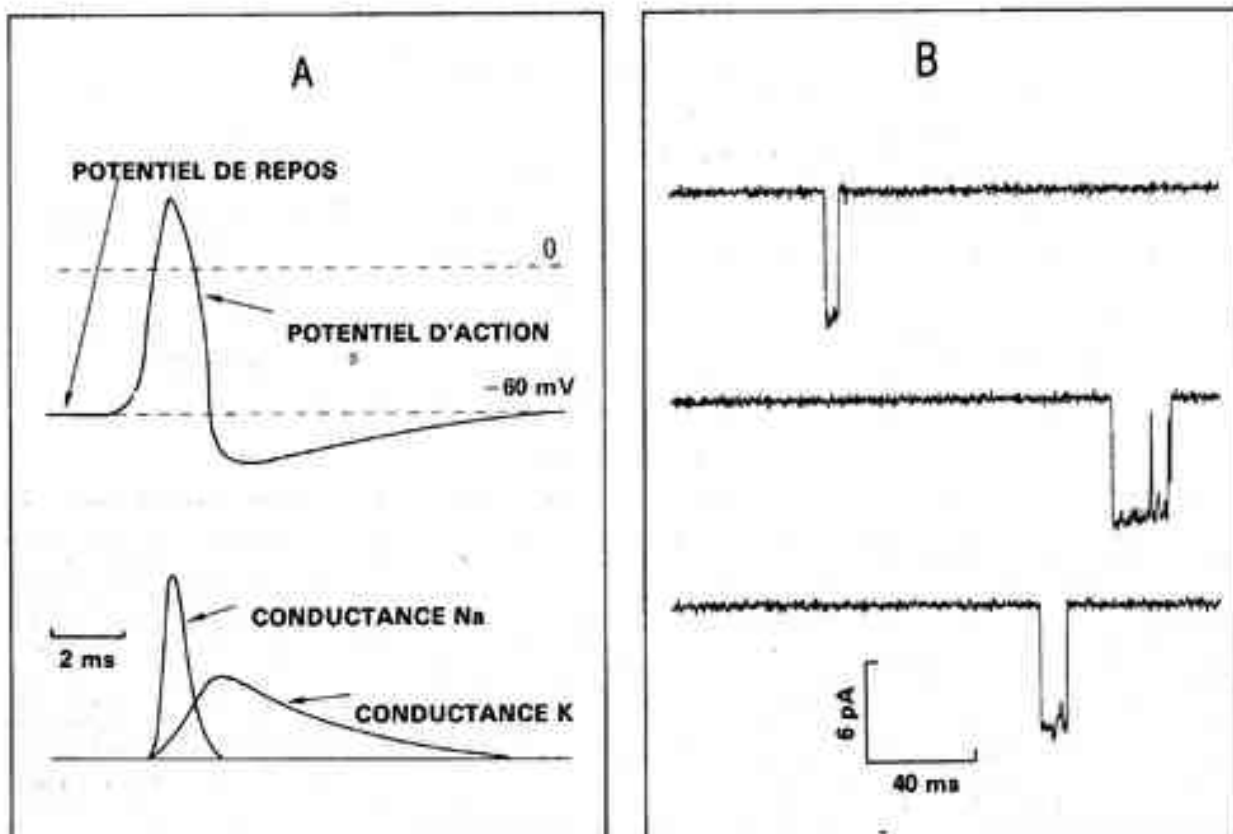 A
POTENTIEL DE REPOS
0
POTENTIEL D'ACTION
−60 mV
CONDUCTANCE Na
2 ms
CONDUCTANCE K
B
6 pA
40 ms